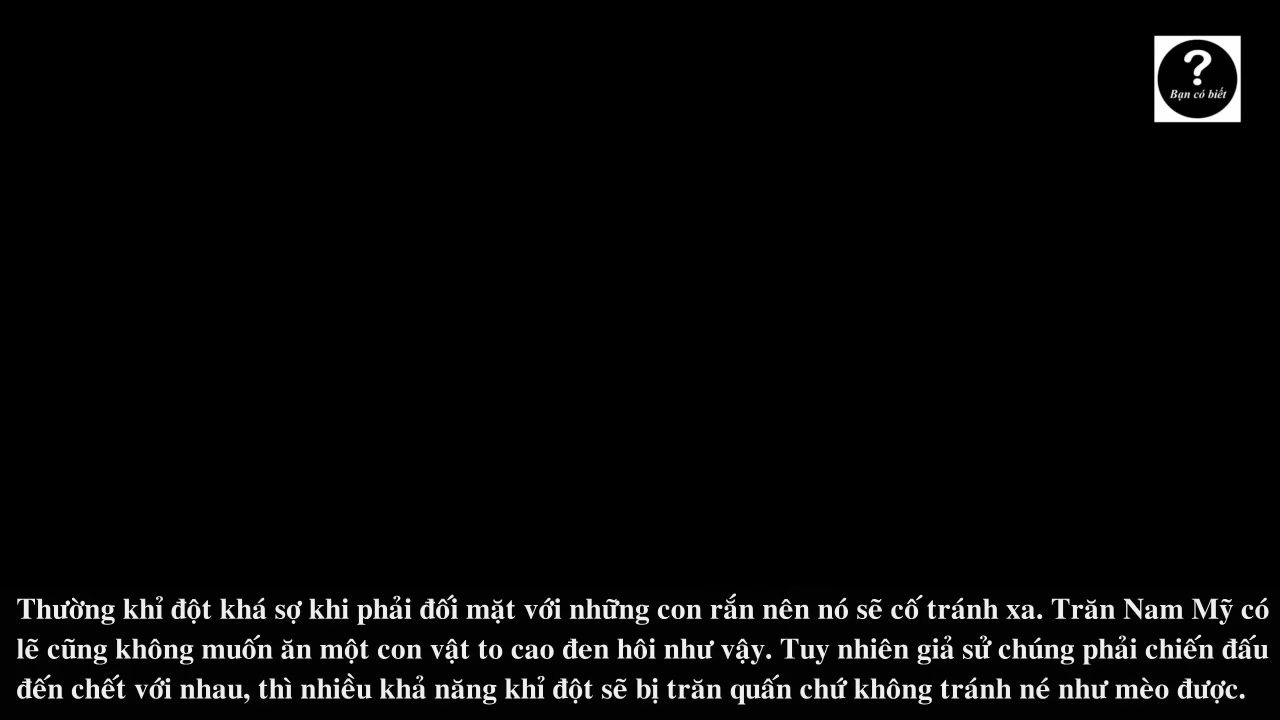 ?
Bạn có biết
Thường khỉ đột khá sợ khi phải đối mặt với những con rắn nên nó sẽ cố tránh xa. Trăn Nam Mỹ có
lẽ cũng không muốn ăn một con vật to cao đen hôi như vậy. Tuy nhiên giả sử chúng phải chiến đấu
đến chết với nhau, thì nhiều khả năng khỉ đột sẽ bị trăn quấn chứ không tránh né như mèo được.